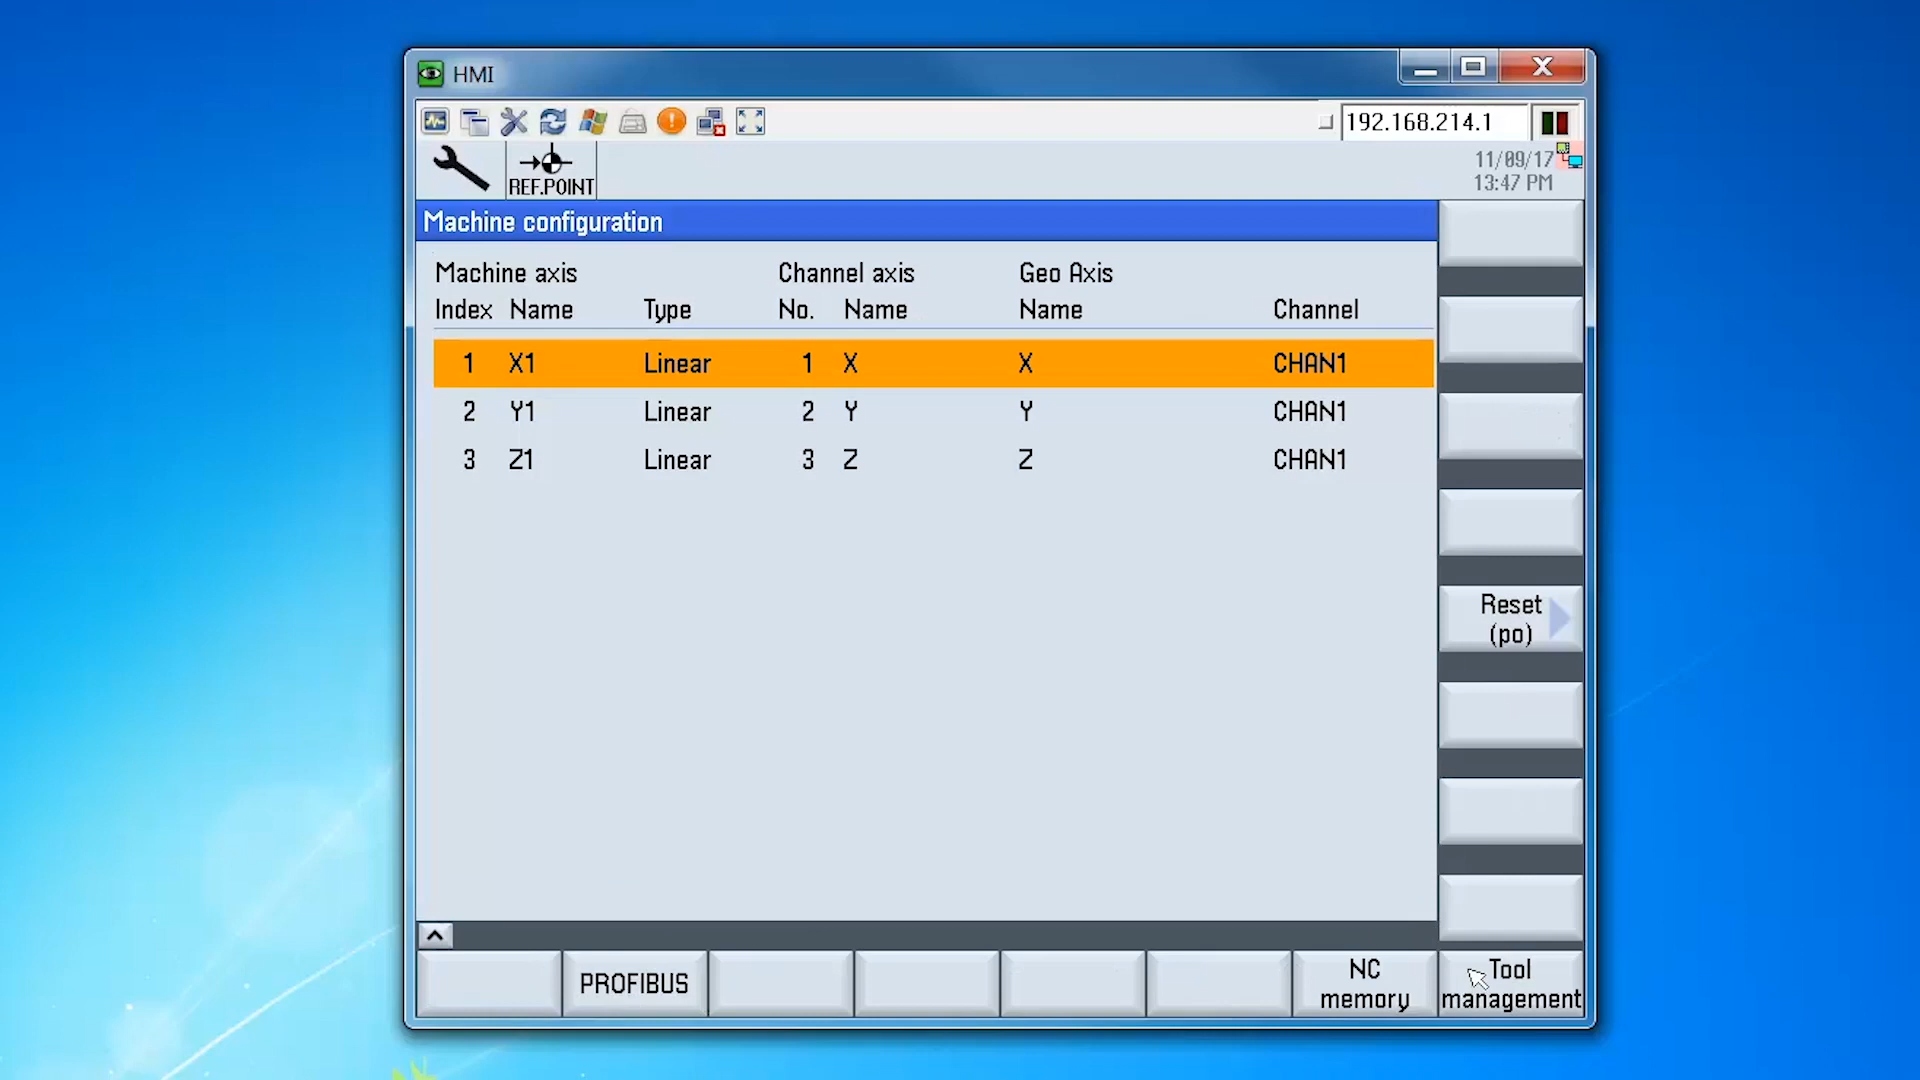 HMI
192.168.214.1
REF.POINT
11/09/17
13:47 PM
Machine configuration
Machine axis Channel axis Geo Axis
Index Name Type No. Name Name Channel
1 X1 Linear 1 X X CHAN1
2 Y1 Linear 2 Y Y CHAN1
3 Z1 Linear 3 Z Z CHAN1
Reset
(po)
PROFIBUS
NC
memory
Tool
management